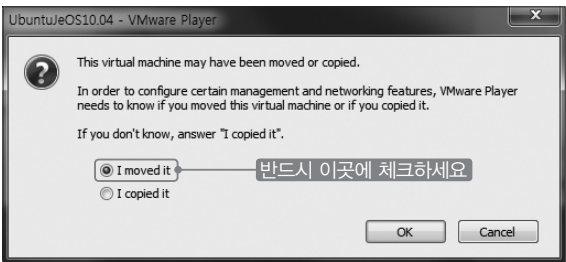 UbuntuJeOS10.04 - VMware Player
This virtual machine may have been moved or copied.
In order to configure certain management and networking features, VMware Player
needs to know if you moved this virtual machine or if you copied it.
If you don't know, answer "I copied it".
I moved it
반드시 이곳에 체크하세요
I copied it
OK
Cancel